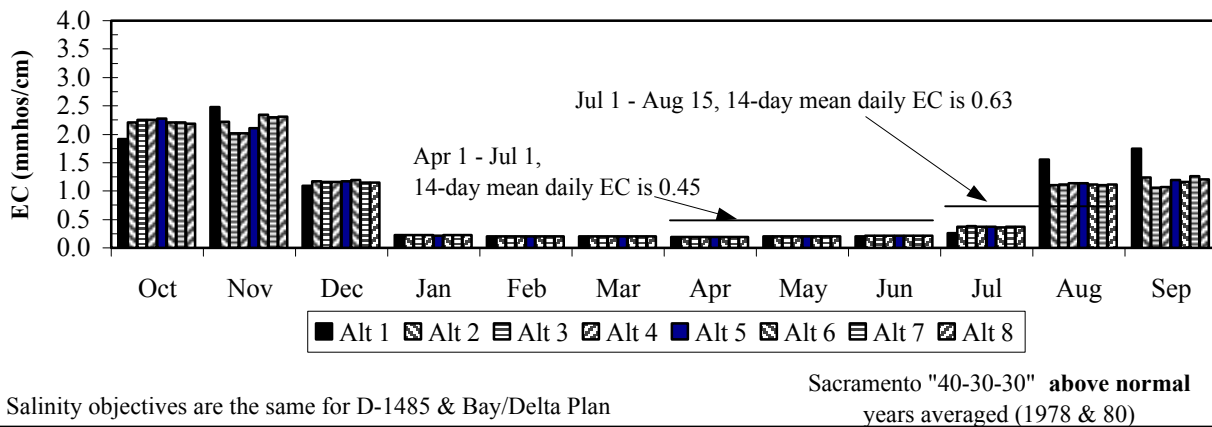 4.0
3.5
3.0
2.5
2.0
1.5
1.0
0.5
0.0
EC (mmhos/cm)
Jul 1 - Aug 15, 14-day mean daily EC is 0.63
Apr 1 - Jul 1,
14-day mean daily EC is 0.45
Oct Nov Dec Jan Feb Mar Apr May Jun Jul Aug Sep
Alt 1 Alt 2 Alt 3 Alt 4 Alt 5 Alt 6 Alt 7 Alt 8
Salinity objectives are the same for D-1485 & Bay/Delta Plan
Sacramento "40-30-30" above normal
years averaged (1978 & 80)